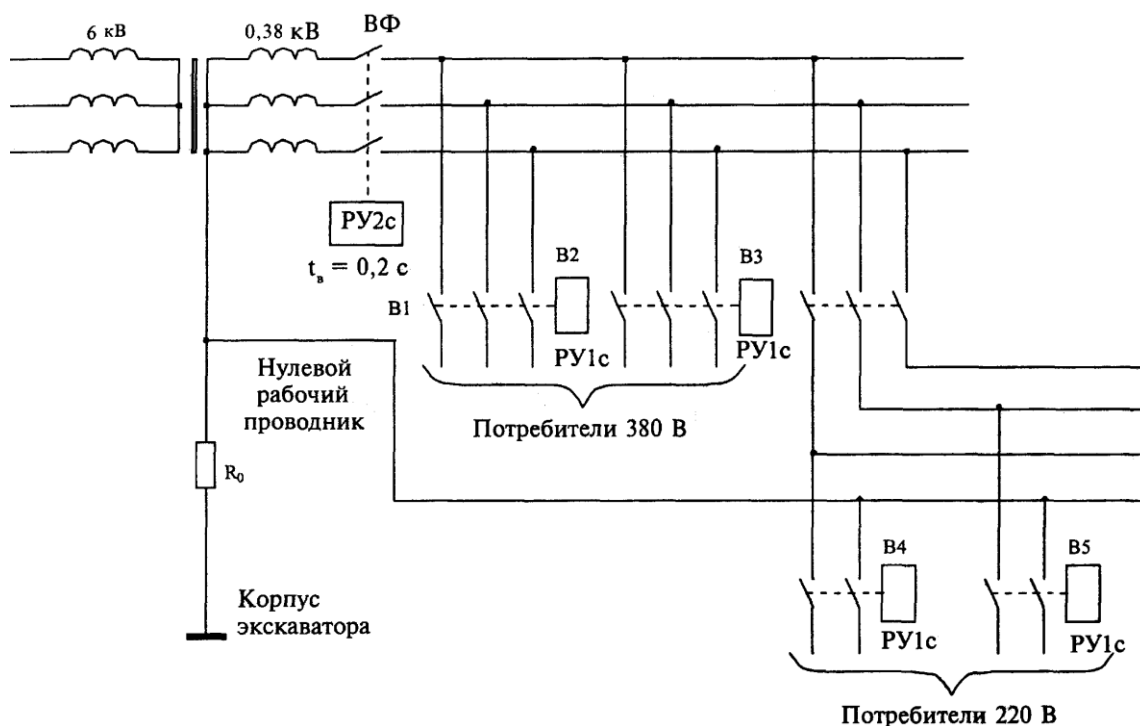 6 кВ
0,38 кВ
ВФ
РУ2с
tв = 0,2 с
В1
В2
РУ1с
В3
РУ1с
Потребители 380 В
Нулевой
рабочий
проводник
R0
Корпус
экскаватора
В4
РУ1с
В5
РУ1с
Потребители 220 В